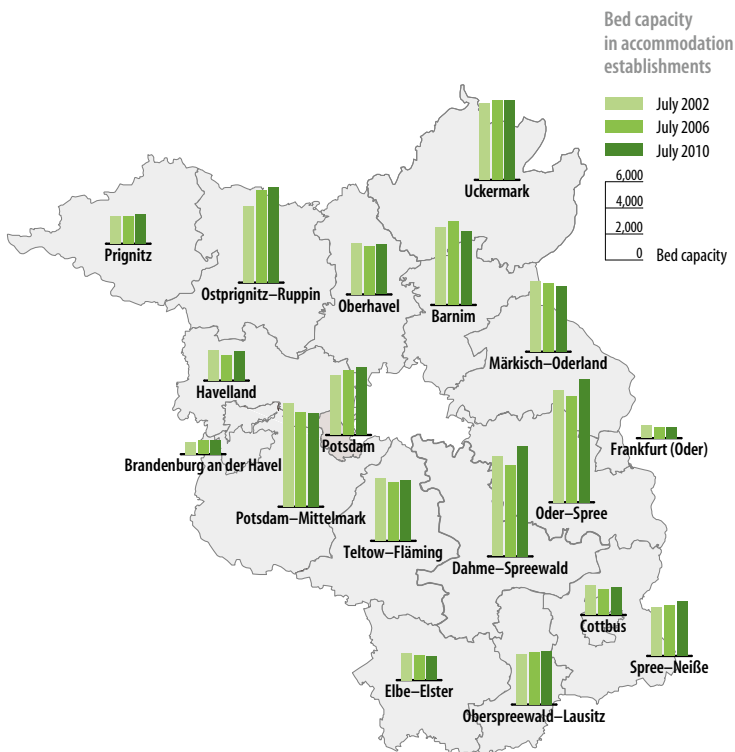 Bed capacity
in accommodation
establishments
July 2002
July 2006
July 2010
6,000
4,000
2,000
0 Bed capacity
Uckermark
Prignitz
Ostprignitz–Ruppin
Oberhavel
Barnim
Märkisch–Oderland
Havelland
Potsdam
Frankfurt (Oder)
Brandenburg an der Havel
Potsdam–Mittelmark
Oder–Spree
Teltow–Fläming
Dahme–Spreewald
Cottbus
Spree–Neiße
Elbe–Elster
Oberspreewald–Lausitz